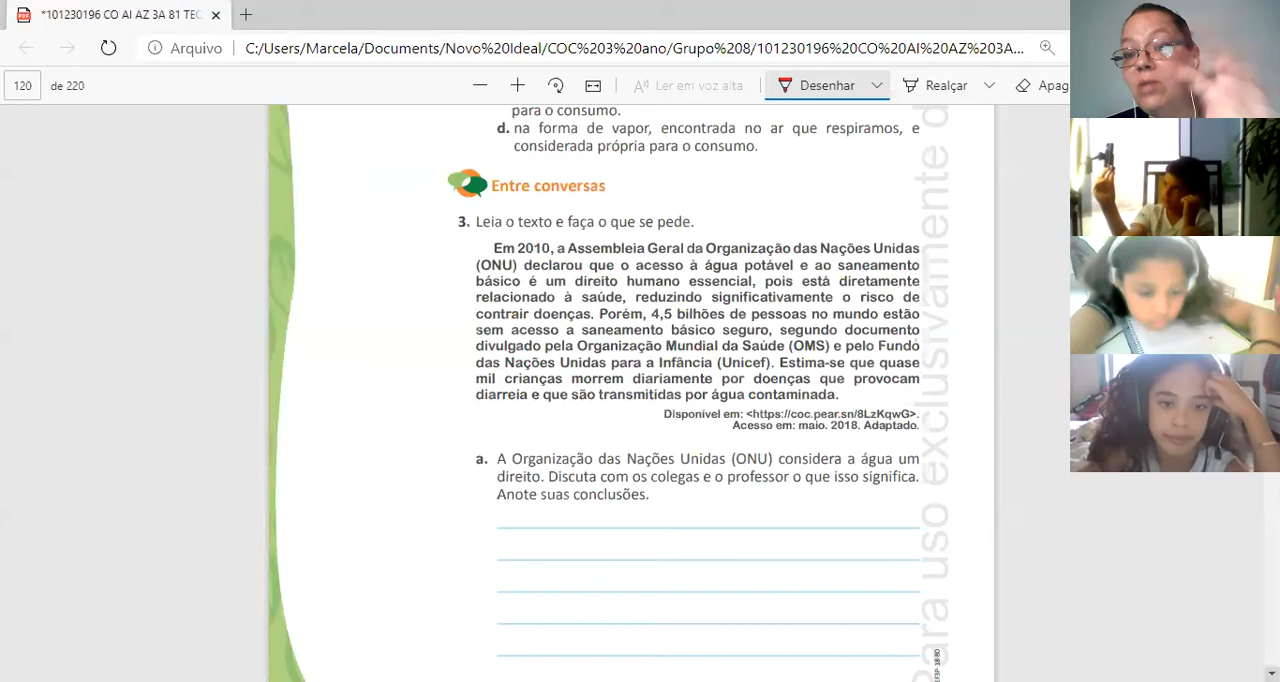 *101230196 CO AI AZ 3A 81 TEC
Arquivo
C:/Users/Marcela/Documents/Novo%20Ideal/COC%203%20ano/Grupo%208/101230196%20CO%20AI%20AZ%203A...
120
de 220
Ler em voz alta
Desenhar
Realçar
Apag
para o consumo.
d. na forma de vapor, encontrada no ar que respiramos, e
considerada própria para o consumo.
Entre conversas
3. Leia o texto e faça o que se pede.
Em 2010, a Assembleia Geral da Organização das Nações Unidas
(ONU) declarou que o acesso à água potável e ao saneamento
básico é um direito humano essencial, pois está diretamente
relacionado à saúde, reduzindo significativamente o risco de
contrair doenças. Porém, 4,5 bilhões de pessoas no mundo estão
sem acesso a saneamento básico seguro, segundo documento
divulgado pela Organização Mundial da Saúde (OMS) e pelo Fundo
das Nações Unidas para a Infância (Unicef). Estima-se que quase
mil crianças morrem diariamente por doenças que provocam
diarreia e que são transmitidas por água contaminada.
Disponível em: <https://coc.pear.sn/8LzKqwG>.
Acesso em: maio. 2018. Adaptado.
a. A Organização das Nações Unidas (ONU) considera a água um
direito. Discuta com os colegas e o professor o que isso significa.
Anote suas conclusões.
ara uso exclusivamente d
EF3P-18-80